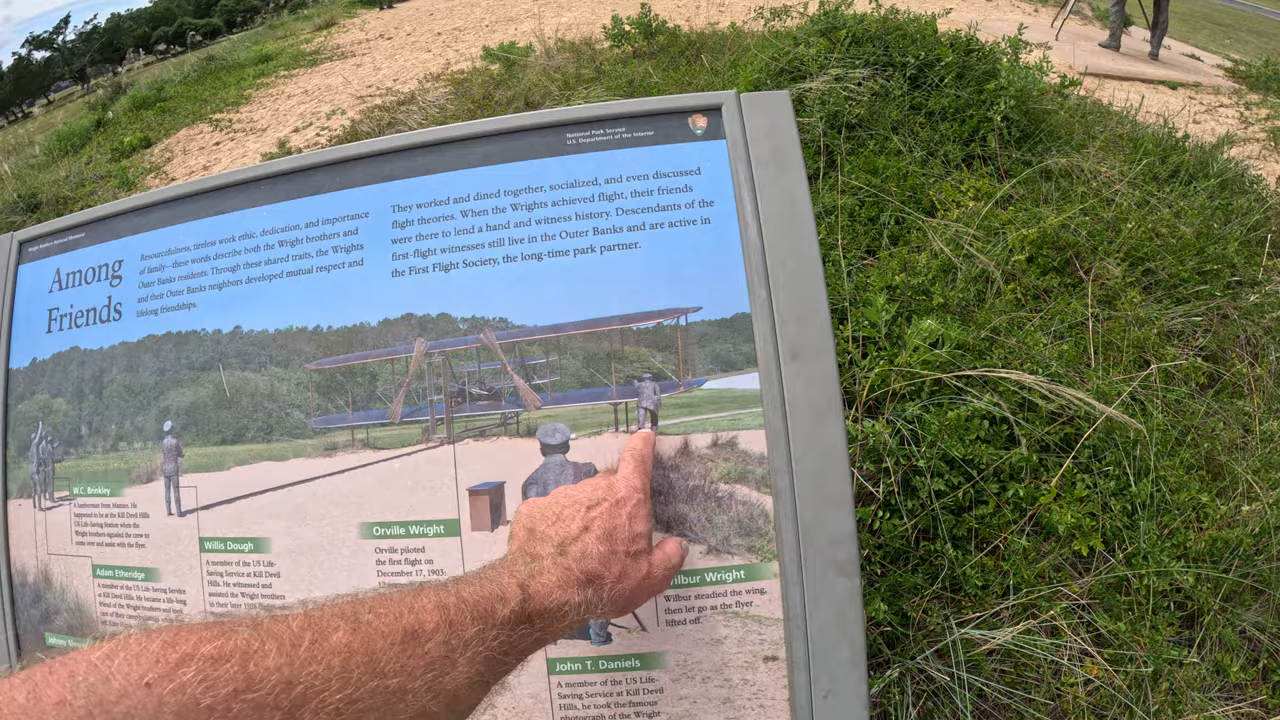 National Park Service
U.S. Department of the Interior
Wright Brothers National Memorial
Among
Friends
Resourcefulness, tireless work ethic, dedication, and importance
of family—these words describe both the Wright brothers and
Outer Banks residents. Through these shared traits, the Wrights
and their Outer Banks neighbors developed mutual respect and
lifelong friendships.
They worked and dined together, socialized, and even discussed
flight theories. When the Wrights achieved flight, their friends
were there to lend a hand and witness history. Descendants of the
first-flight witnesses still live in the Outer Banks and are active in
the First Flight Society, the long-time park partner.
W.C. Brinkley
A lumberman from Manteo. He
happened to be at the Kill Devil Hills
US Life-Saving Station when the
Wright brothers signaled the crew to
come over and assist with the flyer.
Adam Etheridge
A member of the US Life-Saving Service
at Kill Devil Hills. He became a life-long
friend of the Wright brothers and took
Johnny
Willis Dough
A member of the US Life-
Saving Service at Kill Devil
Hills. He witnessed and
assisted the Wright brothers
in their later
Orville Wright
Orville piloted
the first flight on
December 17, 1903:
Wilbur Wright
Wilbur steadied the wing,
then let go as the flyer
lifted off.
John T. Daniels
A member of the US Life-
Saving Service at Kill Devil
Hills, he took the famous
photograph of the Wright